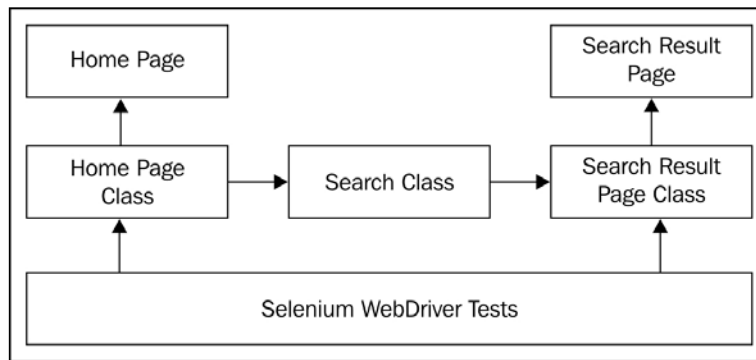 Home Page
Search Result
Page
Home Page
Class
Search Class
Search Result
Page Class
Selenium WebDriver Tests